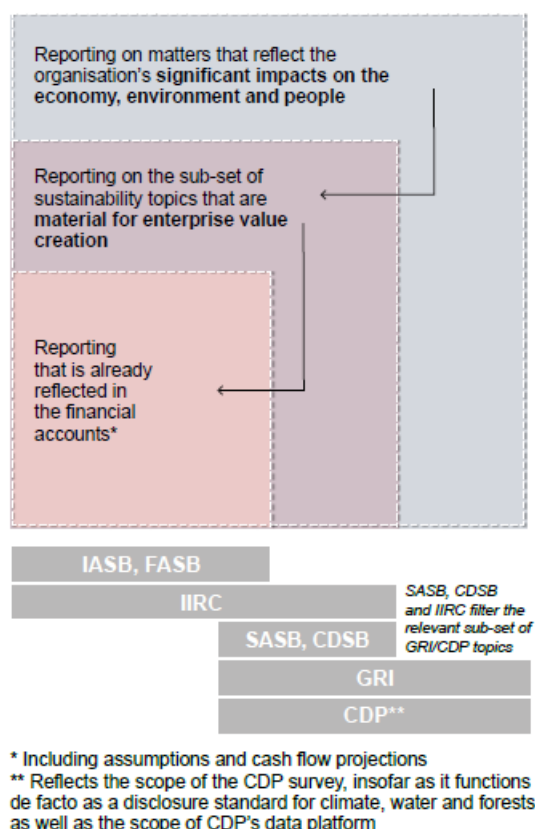 Reporting on matters that reflect the
organisation's significant impacts on the
economy, environment and people
Reporting on the sub-set of
sustainability topics that are
material for enterprise value
creation
Reporting
that is already
reflected in
the financial
accounts*
IASB, FASB
IIRC
SASB, CDSB
and IIRC filter the
relevant sub-set of
GRI/CDP topics
SASB, CDSB
GRI
CDP**
* Including assumptions and cash flow projections
** Reflects the scope of the CDP survey, insofar as it functions
de facto as a disclosure standard for climate, water and forests
as well as the scope of CDP's data platform